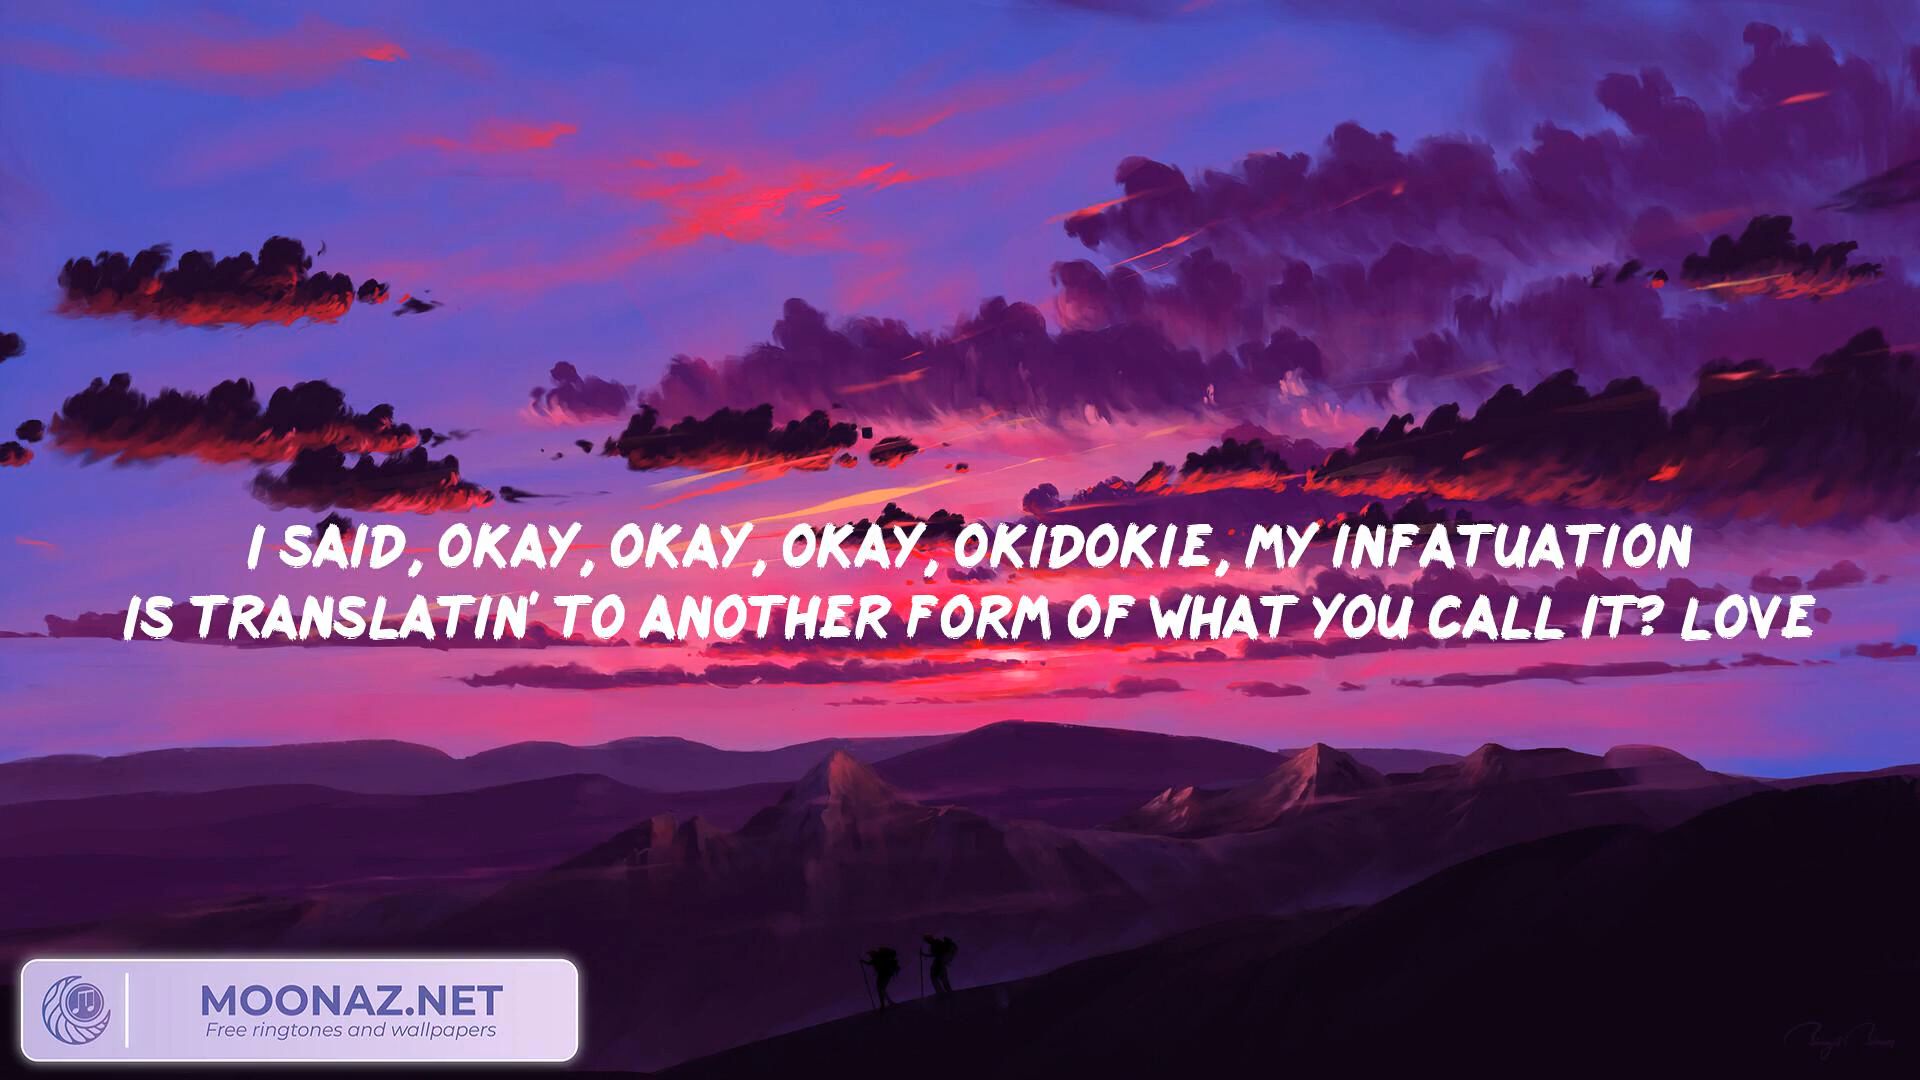 I SAID, OKAY, OKAY, OKAY, OKIDOKIE, MY INFATUATION
IS TRANSLATIN' TO ANOTHER FORM OF WHAT YOU CALL IT? LOVE
MOONAZ.NET
Free ringtones and wallpapers